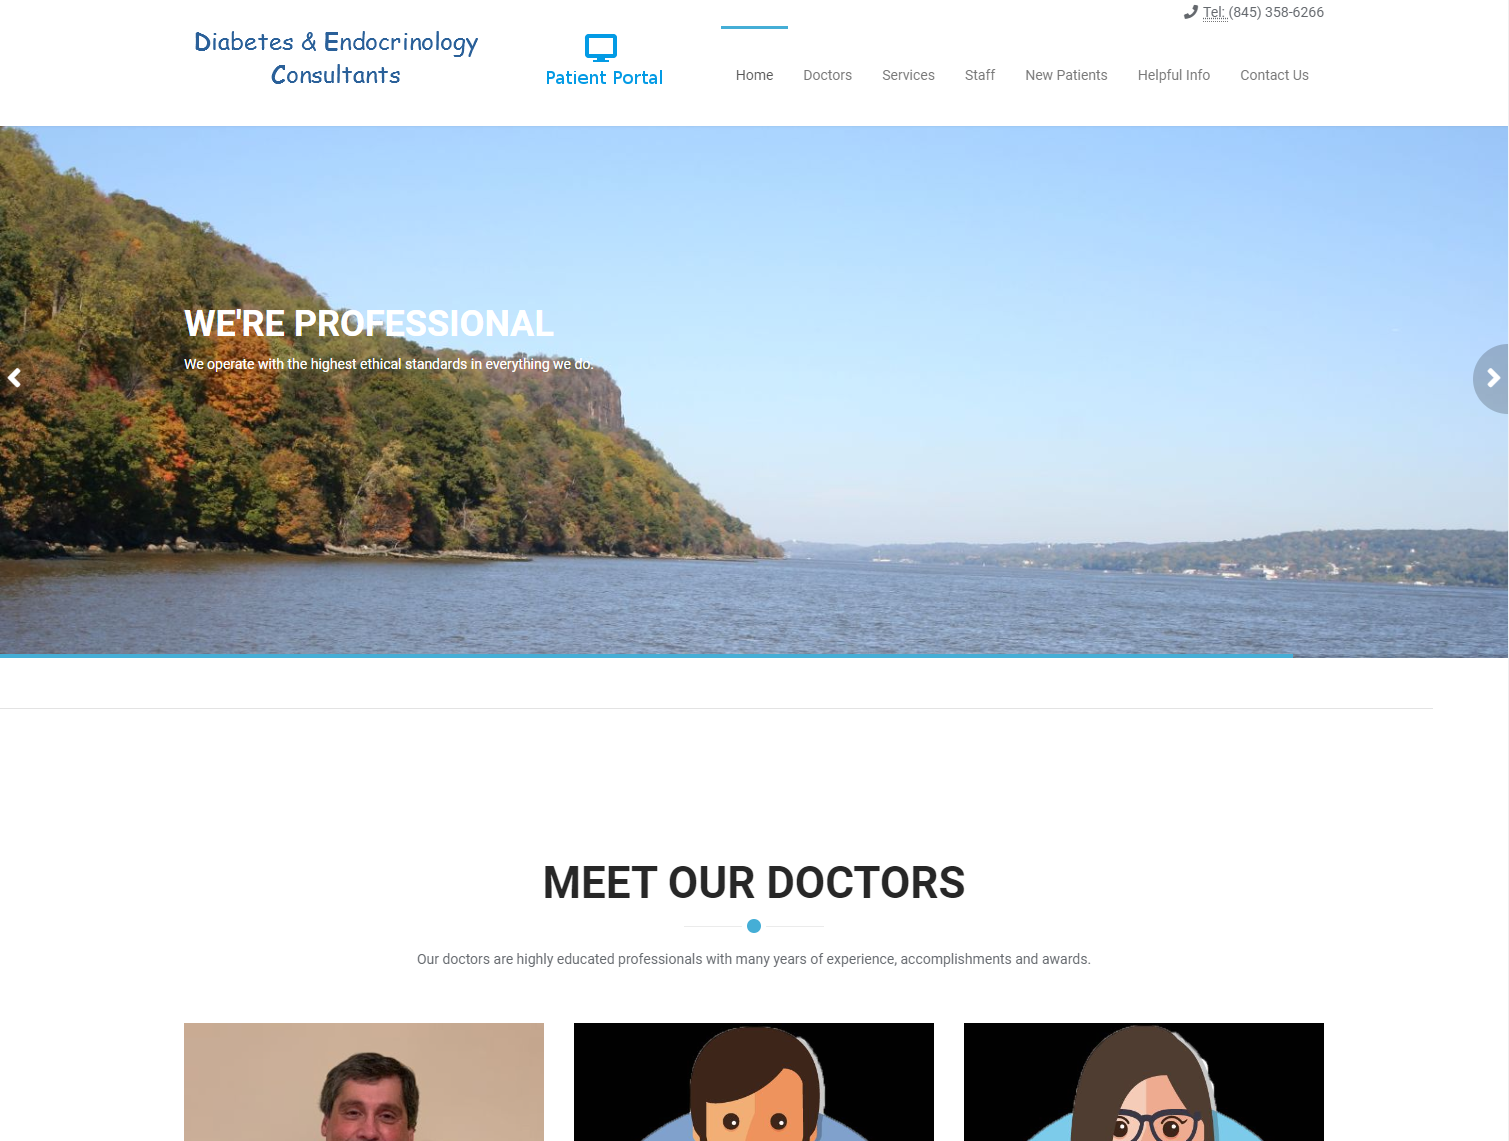 Tel: (845) 358-6266
Diabetes & Endocrinology
Consultants
Patient Portal
Home Doctors Services Staff New Patients Helpful Info Contact Us
WE'RE PROFESSIONAL
We operate with the highest ethical standards in everything we do.
MEET OUR DOCTORS
Our doctors are highly educated professionals with many years of experience, accomplishments and awards.